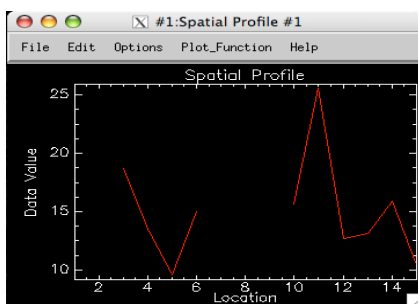 #1:Spatial Profile #1
File Edit Options Plot_Function Help
Spatial Profile
25
20
15
10
Data Value
2 4 6 8 10 12 14
Location